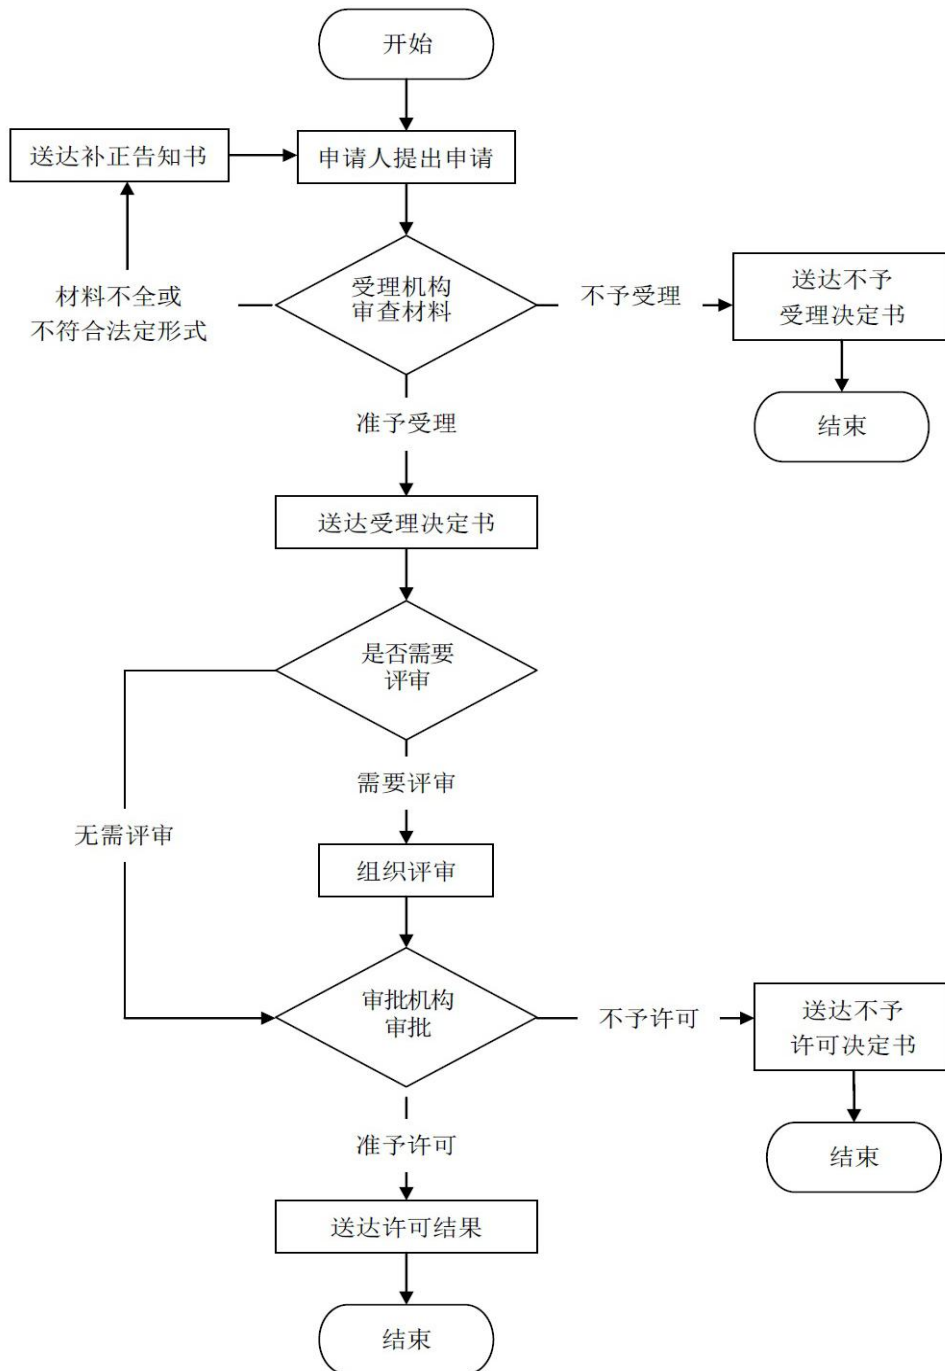 开始
送达补正告知书
申请人提出申请
材料不全或
不符合法定形式
受理机构
审查材料
不予受理
送达不予
受理决定书
结束
准予受理
送达受理决定书
是否需要
评审
需要评审
无需评审
组织评审
审批机构
审批
不予许可
送达不予
许可决定书
结束
准予许可
送达许可结果
结束